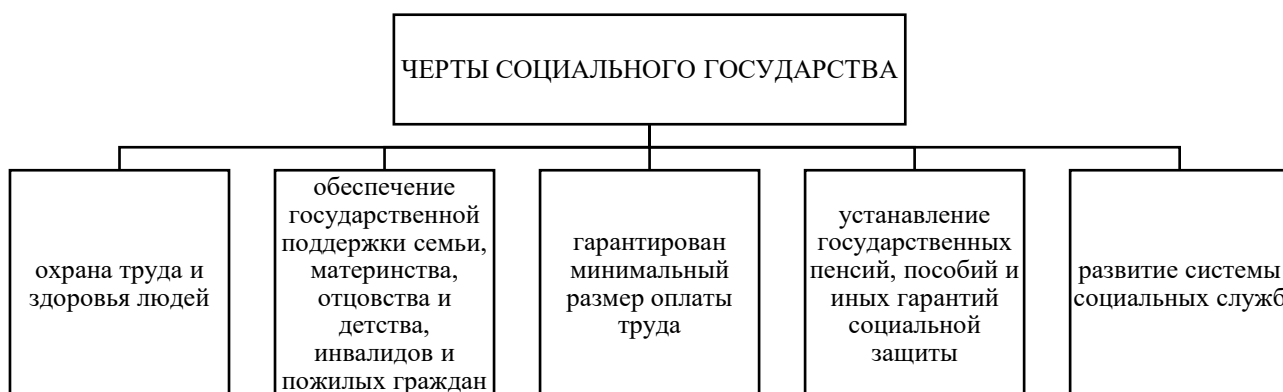 ЧЕРТЫ СОЦИАЛЬНОГО ГОСУДАРСТВА
охрана труда и
здоровья людей
обеспечение
государственной
поддержки семьи,
материнства,
отцовства и
детства,
инвалидов и
пожилых граждан
гарантирован
минимальный
размер оплаты
труда
устанавление
государственных
пенсий, пособий и
иных гарантий
социальной
защиты
развитие системы
социальных служб